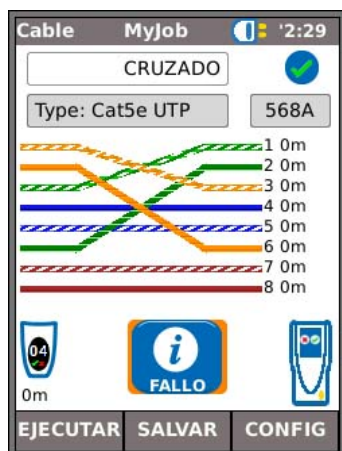 Cable MyJob '2:29
CRUZADO
Type: Cat5e UTP 568A
1 0m
2 0m
3 0m
4 0m
5 0m
6 0m
7 0m
8 0m
04
i
FALLO
0m
EJECUTAR SALVAR CONFIG